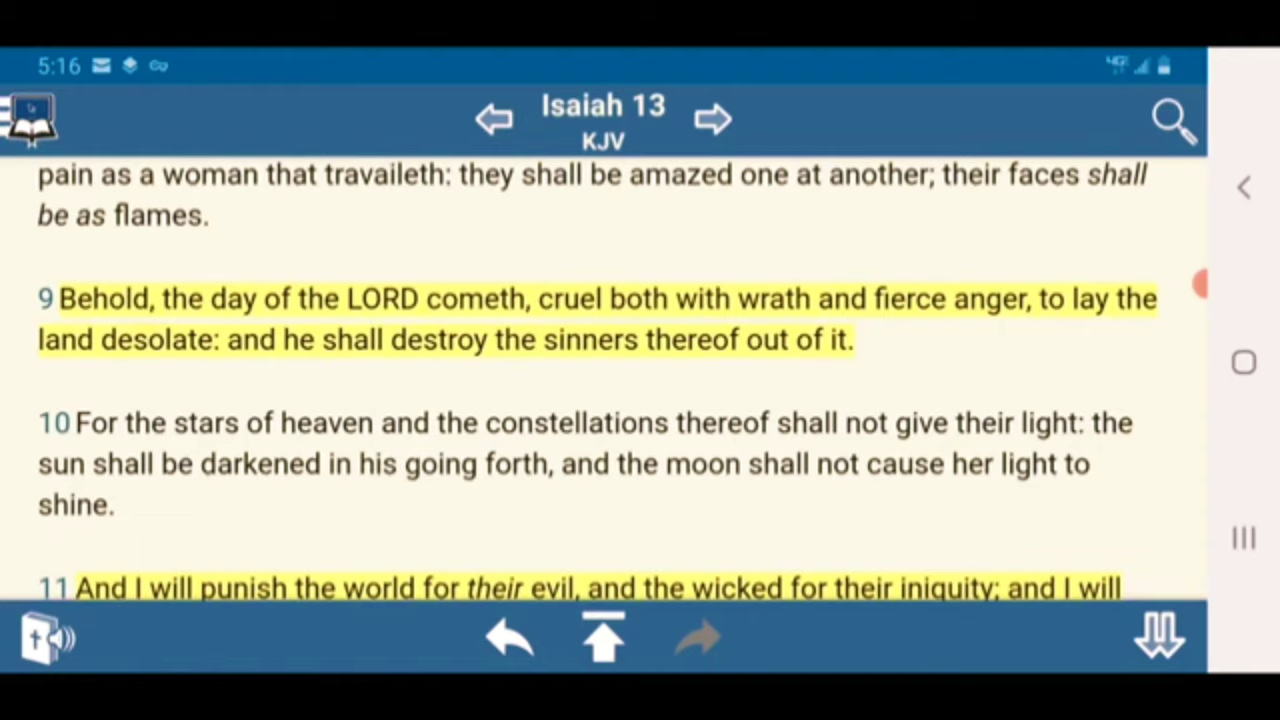 5:16
Isaiah 13
KJV
pain as a woman that travaileth: they shall be amazed one at another; their faces shall
be as flames.
9 Behold, the day of the LORD cometh, cruel both with wrath and fierce anger, to lay the
land desolate: and he shall destroy the sinners thereof out of it.
10 For the stars of heaven and the constellations thereof shall not give their light: the
sun shall be darkened in his going forth, and the moon shall not cause her light to
shine.
11 And I will punish the world for their evil, and the wicked for their iniquity; and I will